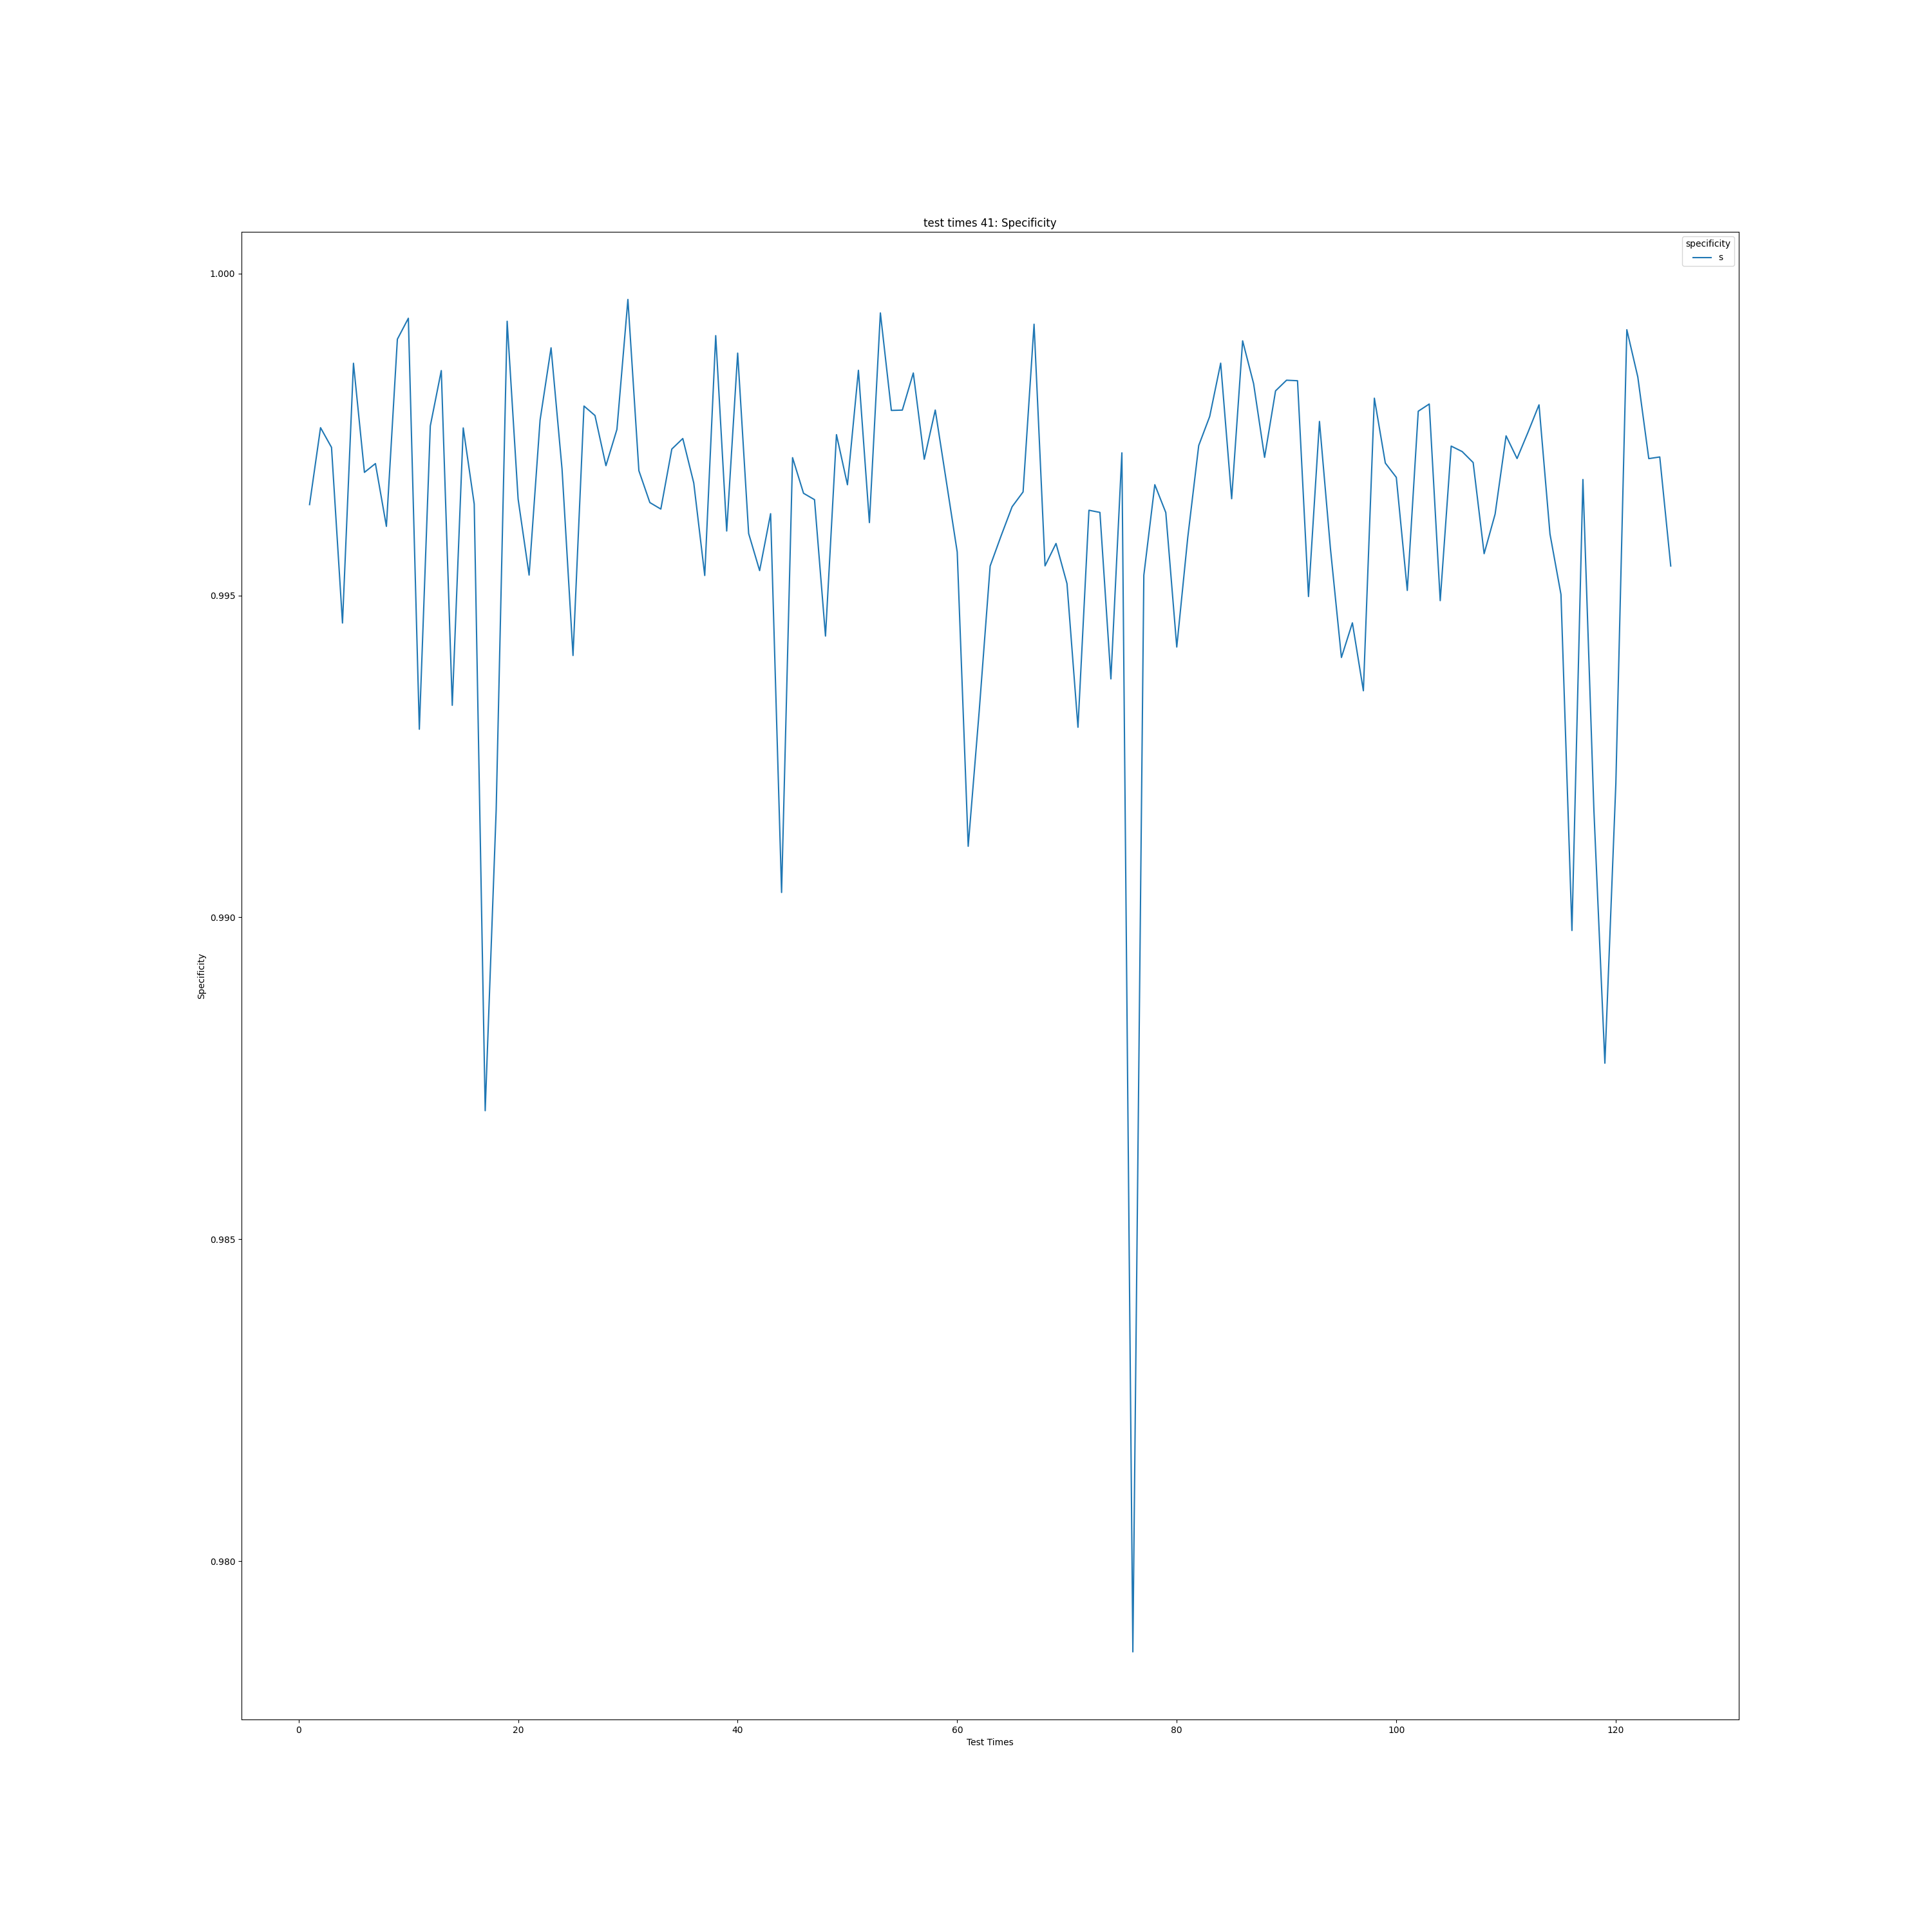 test times 41: Specificity
specificity
s
1.000
0.995
0.990
0.985
0.980
Specificity
0 20 40 60 80 100 120
Test Times